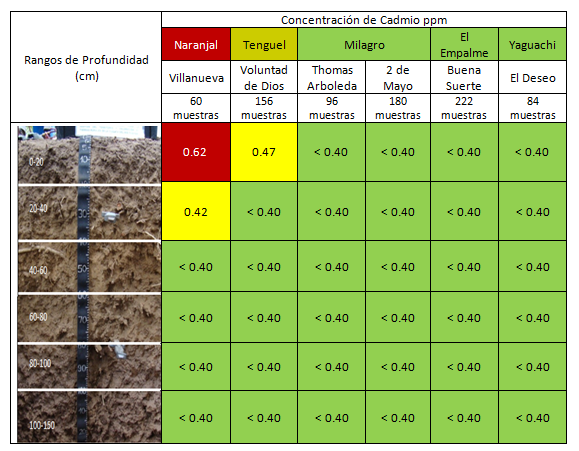 Concentración de Cadmio ppm
Rangos de Profundidad
(cm)
Naranjal
Tenguel
Milagro
El
Empalme
Yaguachi
Villanueva
Voluntad
de Dios
Thomas
Arboleda
2 de
Mayo
Buena
Suerte
El Deseo
60
muestras
156
muestras
96
muestras
180
muestras
222
muestras
84
muestras
0-20
0.62
0.47
< 0.40
< 0.40
< 0.40
< 0.40
20-40
0.42
< 0.40
< 0.40
< 0.40
< 0.40
< 0.40
40-60
< 0.40
< 0.40
< 0.40
< 0.40
< 0.40
< 0.40
60-80
< 0.40
< 0.40
< 0.40
< 0.40
< 0.40
< 0.40
80-100
< 0.40
< 0.40
< 0.40
< 0.40
< 0.40
< 0.40
100-150
< 0.40
< 0.40
< 0.40
< 0.40
< 0.40
< 0.40